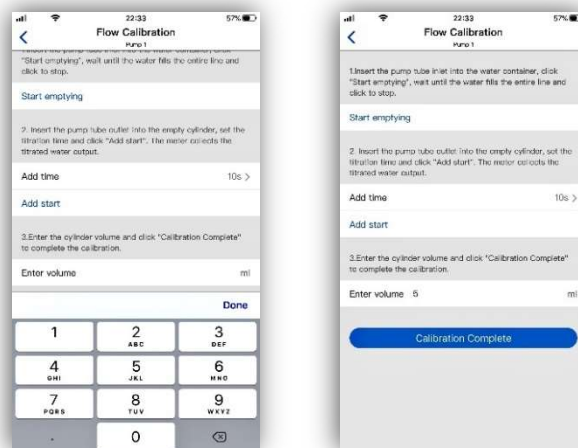 22:33
57%
Flow Calibration
Pump 1
"Start emptying", wait until the water fills the entire line and
click to stop.
Start emptying
2. Insert the pump tube outlet into the empty cylinder, set the
titration time and click "Add start". The meter collects the
titrated water output.
Add time 10s >
Add start
3.Enter the cylinder volume and click "Calibration Complete"
to complete the calibration.
Enter volume ml
Done
1
2 ABC
3 DEF
4 GHI
5 JKL
6 MNO
7 PQRS
8 TUV
9 WXYZ
. 0
22:33
57%
Flow Calibration
Pump 1
1.Insert the pump tube inlet into the water container, click
"Start emptying", wait until the water fills the entire line and
click to stop.
Start emptying
2. Insert the pump tube outlet into the empty cylinder, set the
titration time and click "Add start". The meter collects the
titrated water output.
Add time 10s >
Add start
3.Enter the cylinder volume and click "Calibration Complete"
to complete the calibration.
Enter volume 5 ml
Calibration Complete